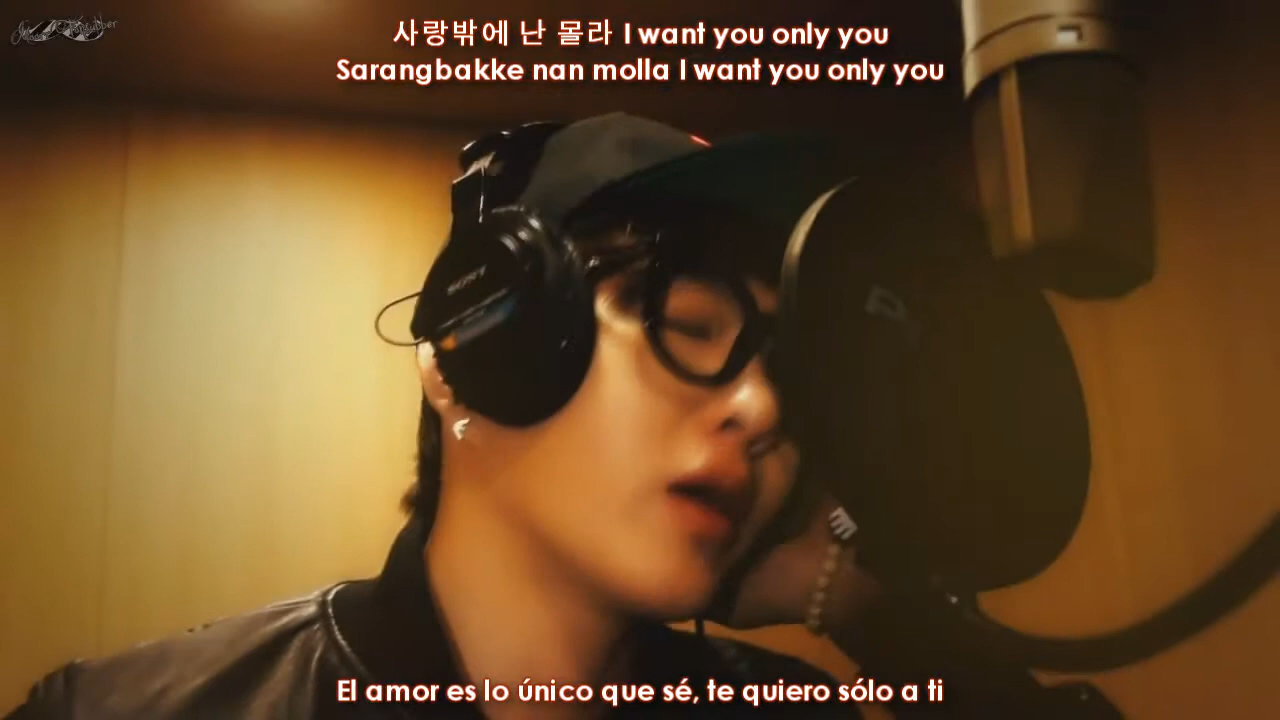 사랑밖에 난 몰라 I want you only you
Sarangbakke nan molla I want you only you
SONY
El amor es lo único que sé, te quiero sólo a ti